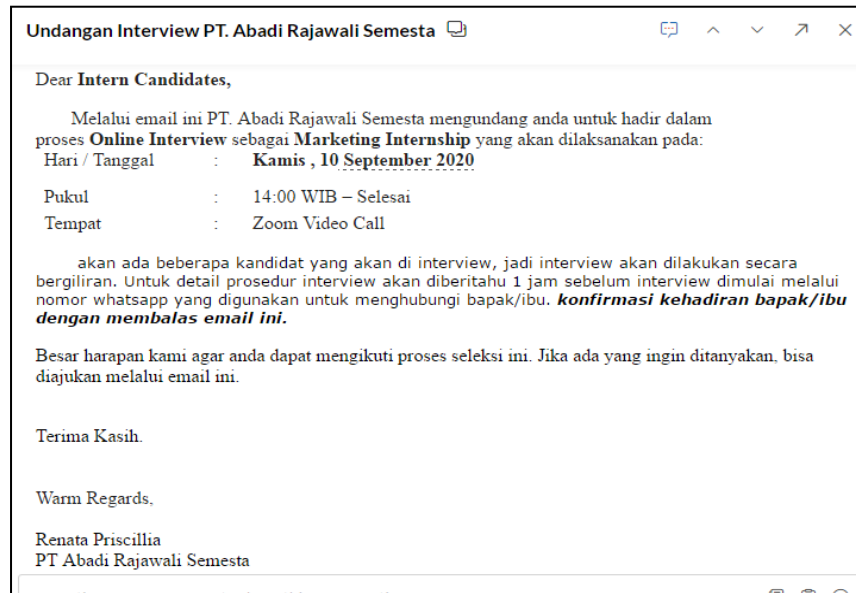 Undangan Interview PT. Abadi Rajawali Semesta
Dear Intern Candidates,
Melalui email ini PT. Abadi Rajawali Semesta mengundang anda untuk hadir dalam
proses Online Interview sebagai Marketing Internship yang akan dilaksanakan pada:
Hari / Tanggal : Kamis , 10 September 2020
Pukul : 14:00 WIB – Selesai
Tempat : Zoom Video Call
akan ada beberapa kandidat yang akan di interview, jadi interview akan dilakukan secara
bergiliran. Untuk detail prosedur interview akan diberitahu 1 jam sebelum interview dimulai melalui
nomor whatsapp yang digunakan untuk menghubungi bapak/ibu. konfirmasi kehadiran bapak/ibu
dengan membalas email ini.
Besar harapan kami agar anda dapat mengikuti proses seleksi ini. Jika ada yang ingin ditanyakan, bisa
diajukan melalui email ini.
Terima Kasih.
Warm Regards,
Renata Priscillia
PT Abadi Rajawali Semesta